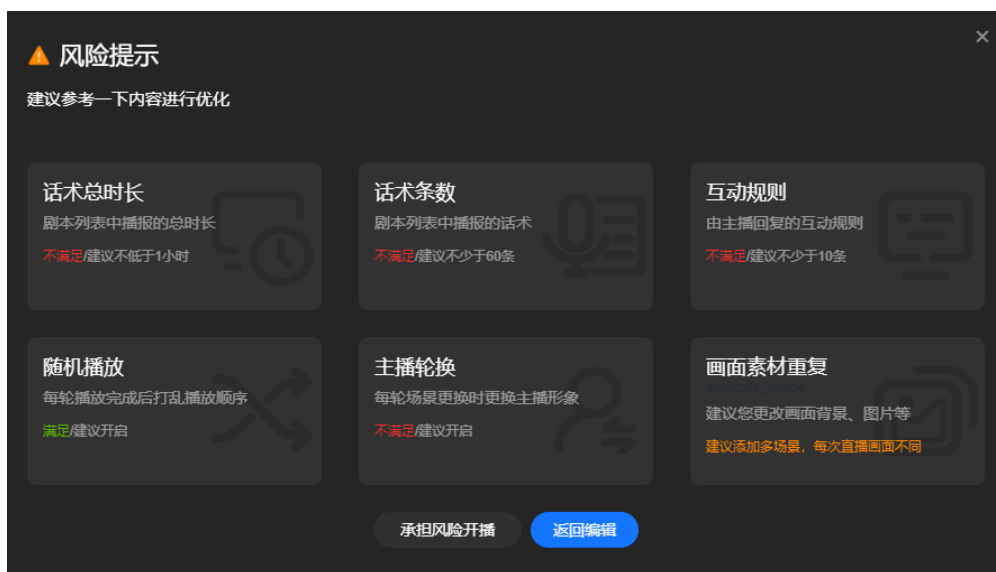 风险提示
建议参考一下内容进行优化
话术总时长
剧本列表中播报的总时长
不满足/建议不低于1小时
话术条数
剧本列表中播报的话术
不满足/建议不少于60条
互动规则
由主播回复的互动规则
不满足/建议不少于10条
随机播放
每轮播放完成后打乱播放顺序
满足/建议开启
主播轮换
每轮场景更换时更换主播形象
不满足/建议开启
画面素材重复
duplicate_image
建议您更改画面背景、图片等
建议添加多场景，每次直播画面不同
承担风险开播
返回编辑